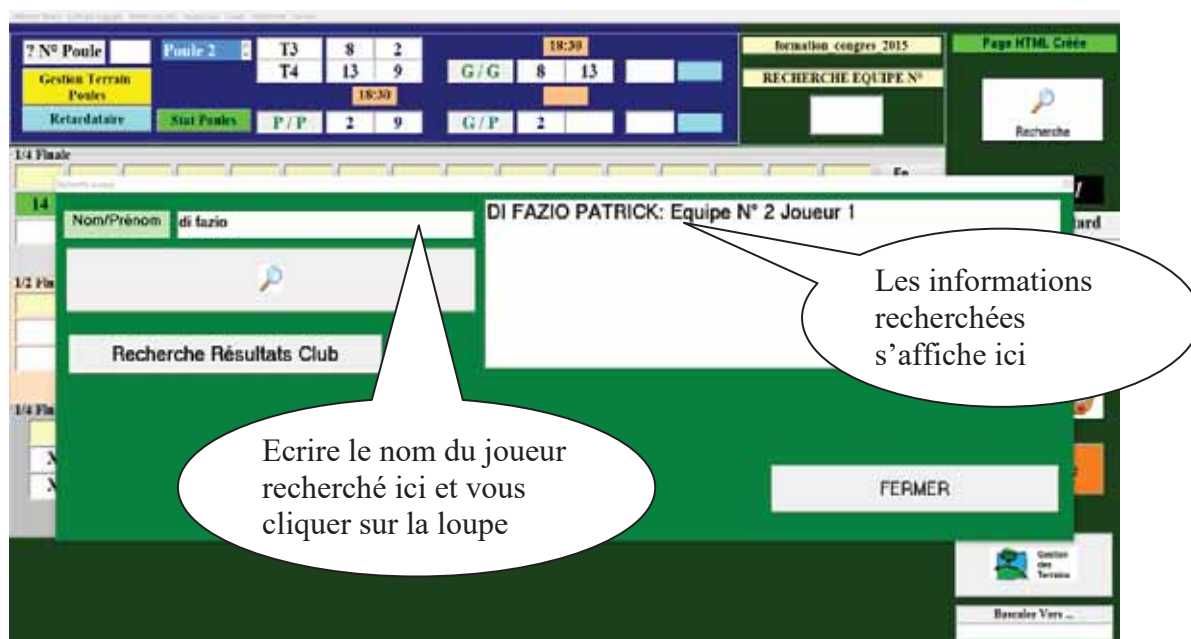 ? N° Poule
Poule 2
T3 8 2
18:30
formation congres 2015
Page HTML Créée
Gestion Terrain
Poules
T4 13 9
G / G 8 13
RECHERCHE EQUIPE N°
18:30
Retardataire
Stat Poules
P / P 2 9
G / P 2
Recherche
1/4 Finale
14
Nom/Prénom
di fazio
DI FAZIO PATRICK: Equipe N° 2 Joueur 1
Les informations
recherchées
s’affiche ici
Recherche Résultats Club
Ecrire le nom du joueur
recherché ici et vous
cliquer sur la loupe
FERMER
Gestion
des
Terrains
Basculer Vers ...